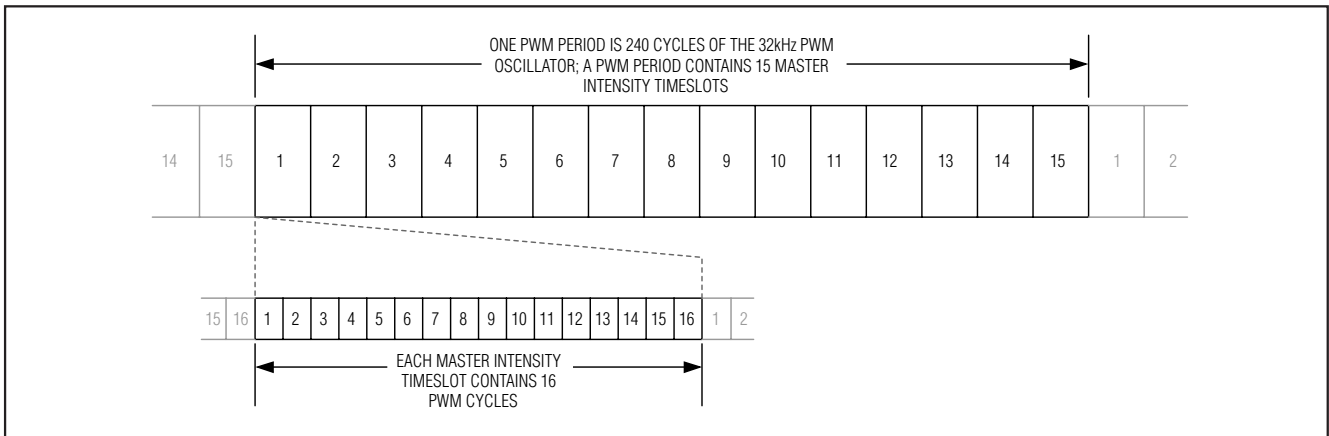 ONE PWM PERIOD IS 240 CYCLES OF THE 32kHz PWM
OSCILLATOR; A PWM PERIOD CONTAINS 15 MASTER
INTENSITY TIMESLOTS
14 15 1 2 3 4 5 6 7 8 9 10 11 12 13 14 15 1 2
15 16 1 2 3 4 5 6 7 8 9 10 11 12 13 14 15 16 1 2
EACH MASTER INTENSITY
TIMESLOT CONTAINS 16
PWM CYCLES